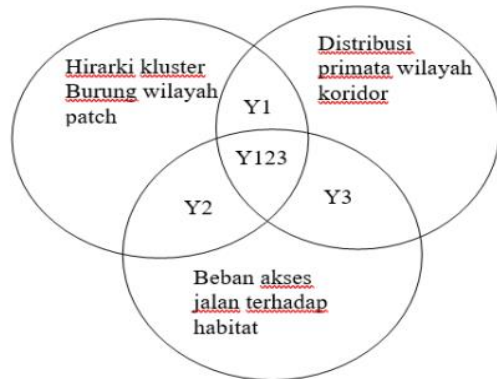 Hirarki kluster
Burung wilayah
patch
Distribusi
primata wilayah
koridor
Y1
Y123
Y2
Y3
Beban akses
jalan terhadap
habitat